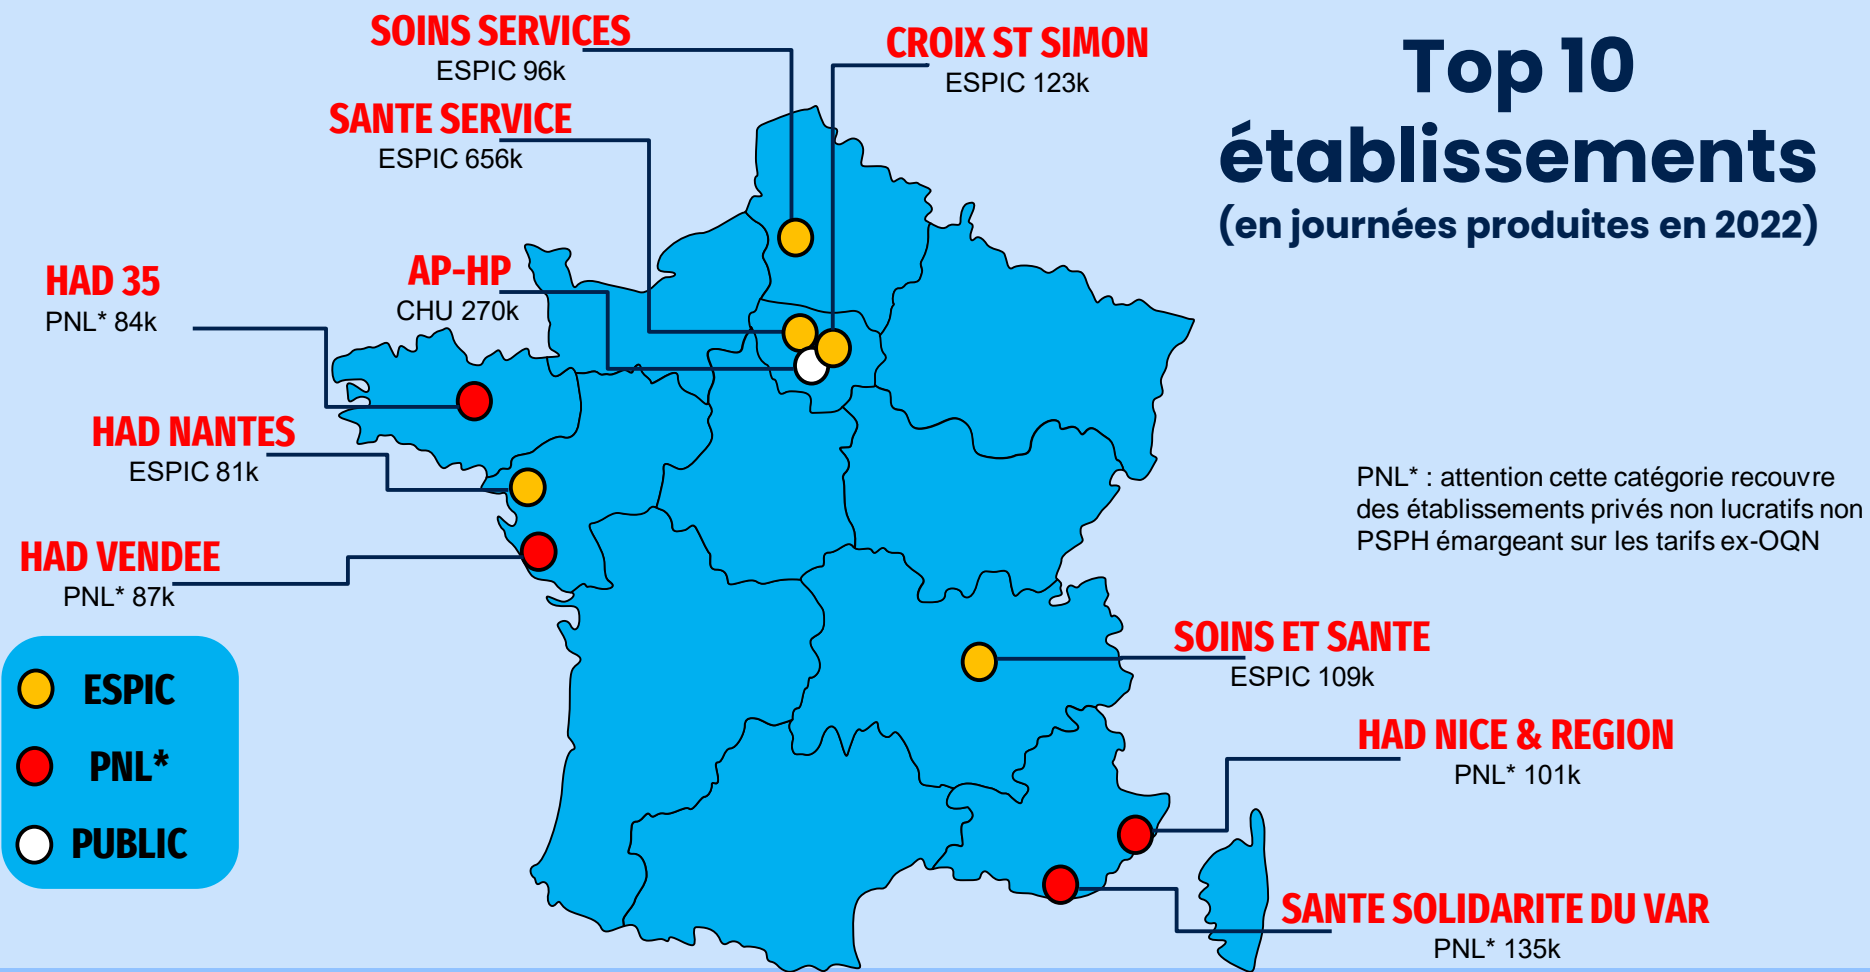 Top 10
établissements
(en journées produites en 2022)
SOINS SERVICES
ESPIC 96k
CROIX ST SIMON
ESPIC 123k
SANTE SERVICE
ESPIC 656k
AP-HP
CHU 270k
HAD 35
PNL* 84k
HAD NANTES
ESPIC 81k
HAD VENDEE
PNL* 87k
PNL* : attention cette catégorie recouvre
des établissements privés non lucratifs non
PSPH émargeant sur les tarifs ex-OQN
SOINS ET SANTE
ESPIC 109k
HAD NICE & REGION
PNL* 101k
SANTE SOLIDARITE DU VAR
PNL* 135k
ESPIC
PNL*
PUBLIC